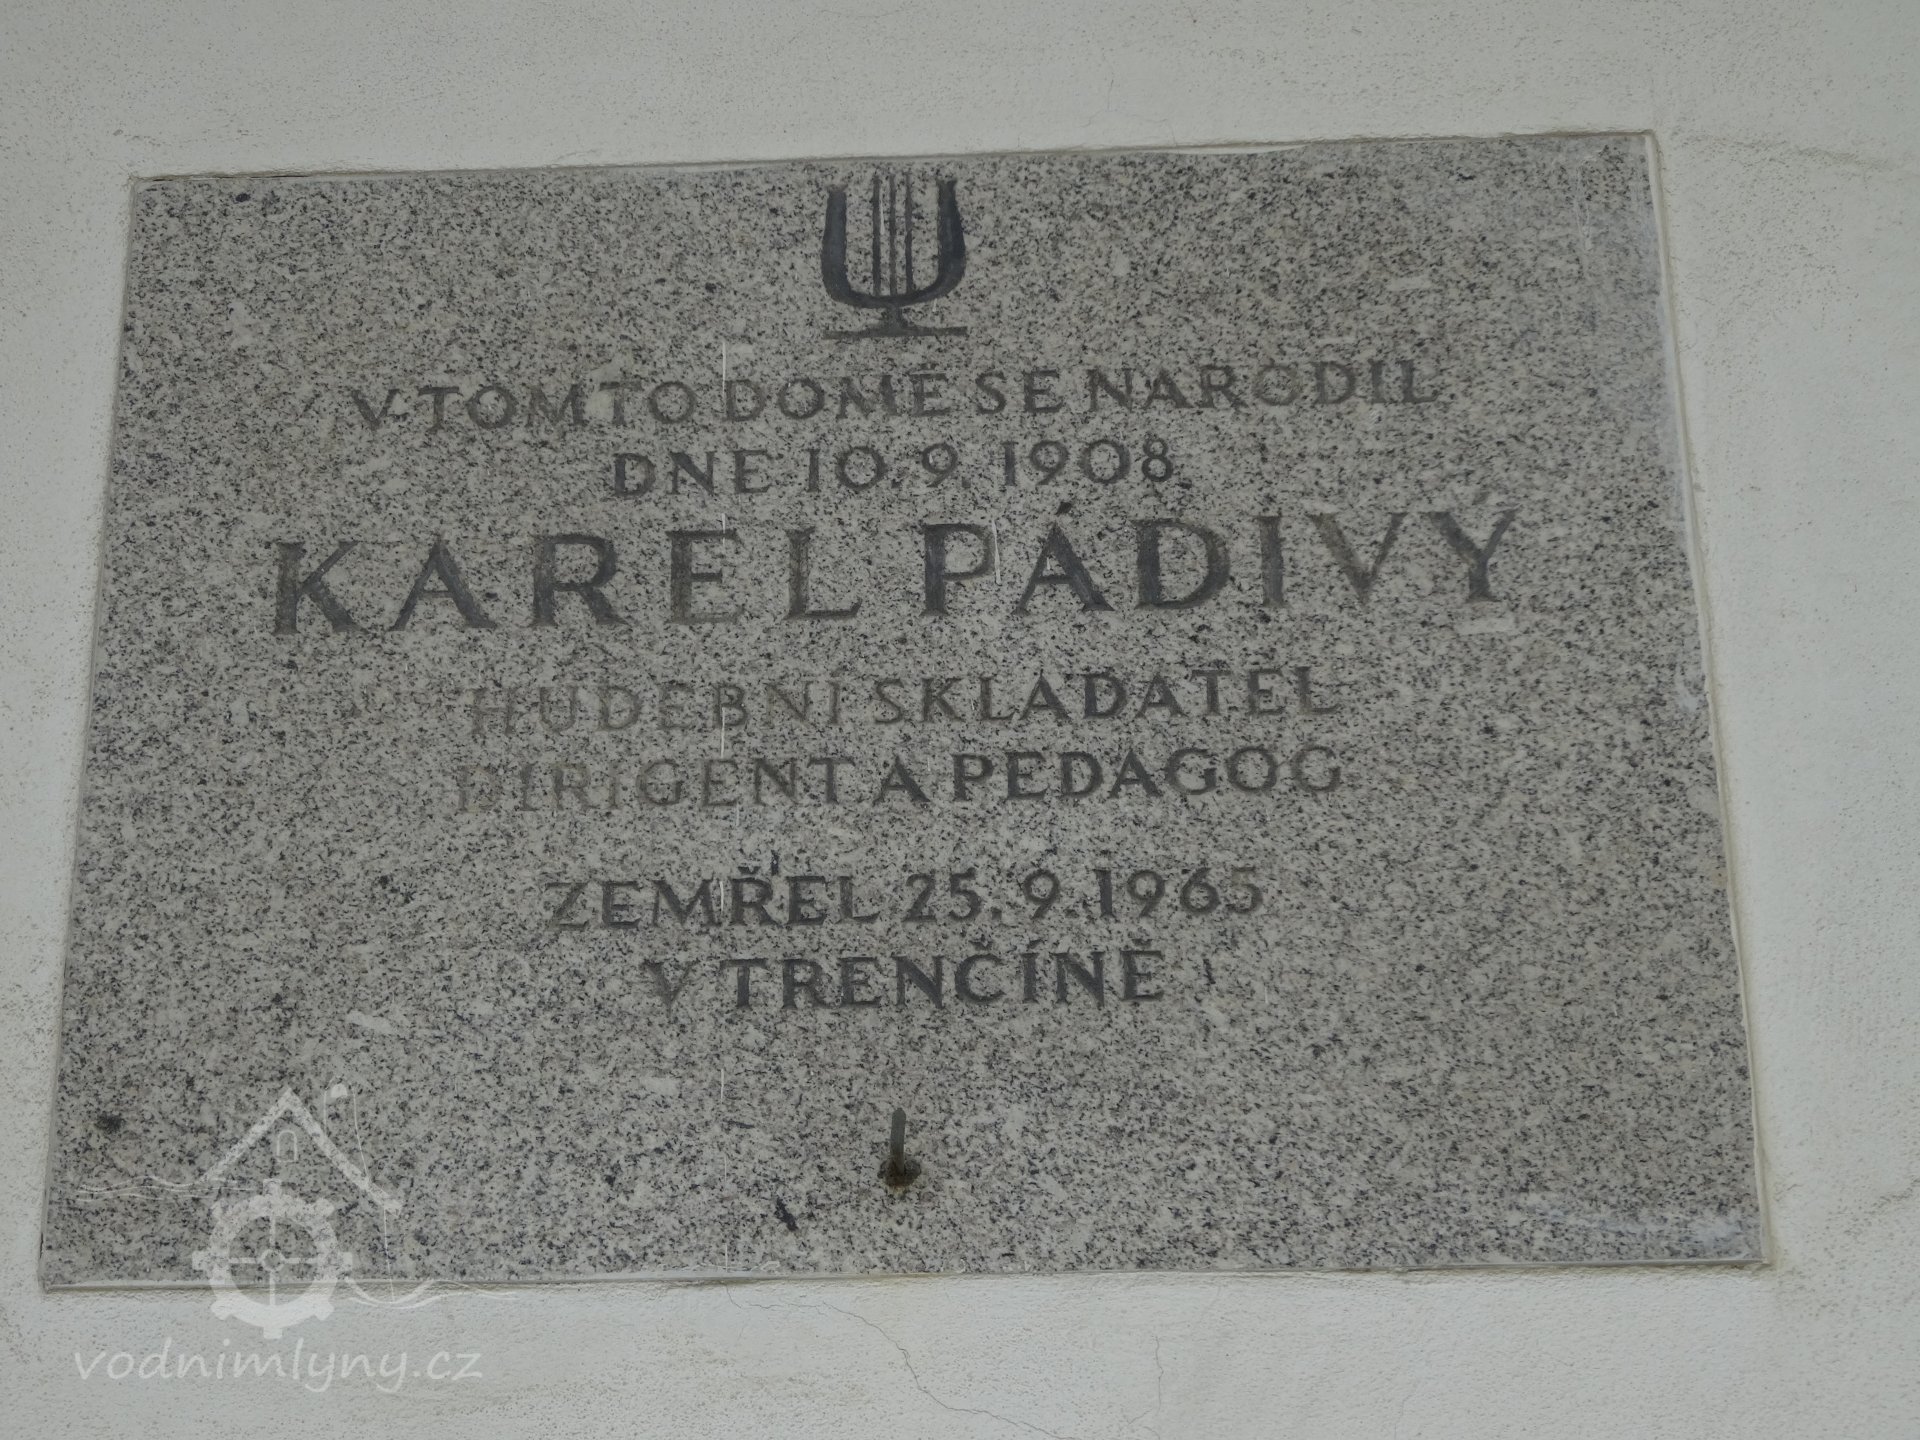 V TOMTO DOMĚ SE NARODIL
DNE 10. 9. 1908
KAREL PÁDIVÝ
HUDEBNÍ SKLADATEL
DIRIGENT A PEDAGOG
ZEMŘEL 25. 9. 1965
V TRENČÍNĚ
vodnimlyny.cz